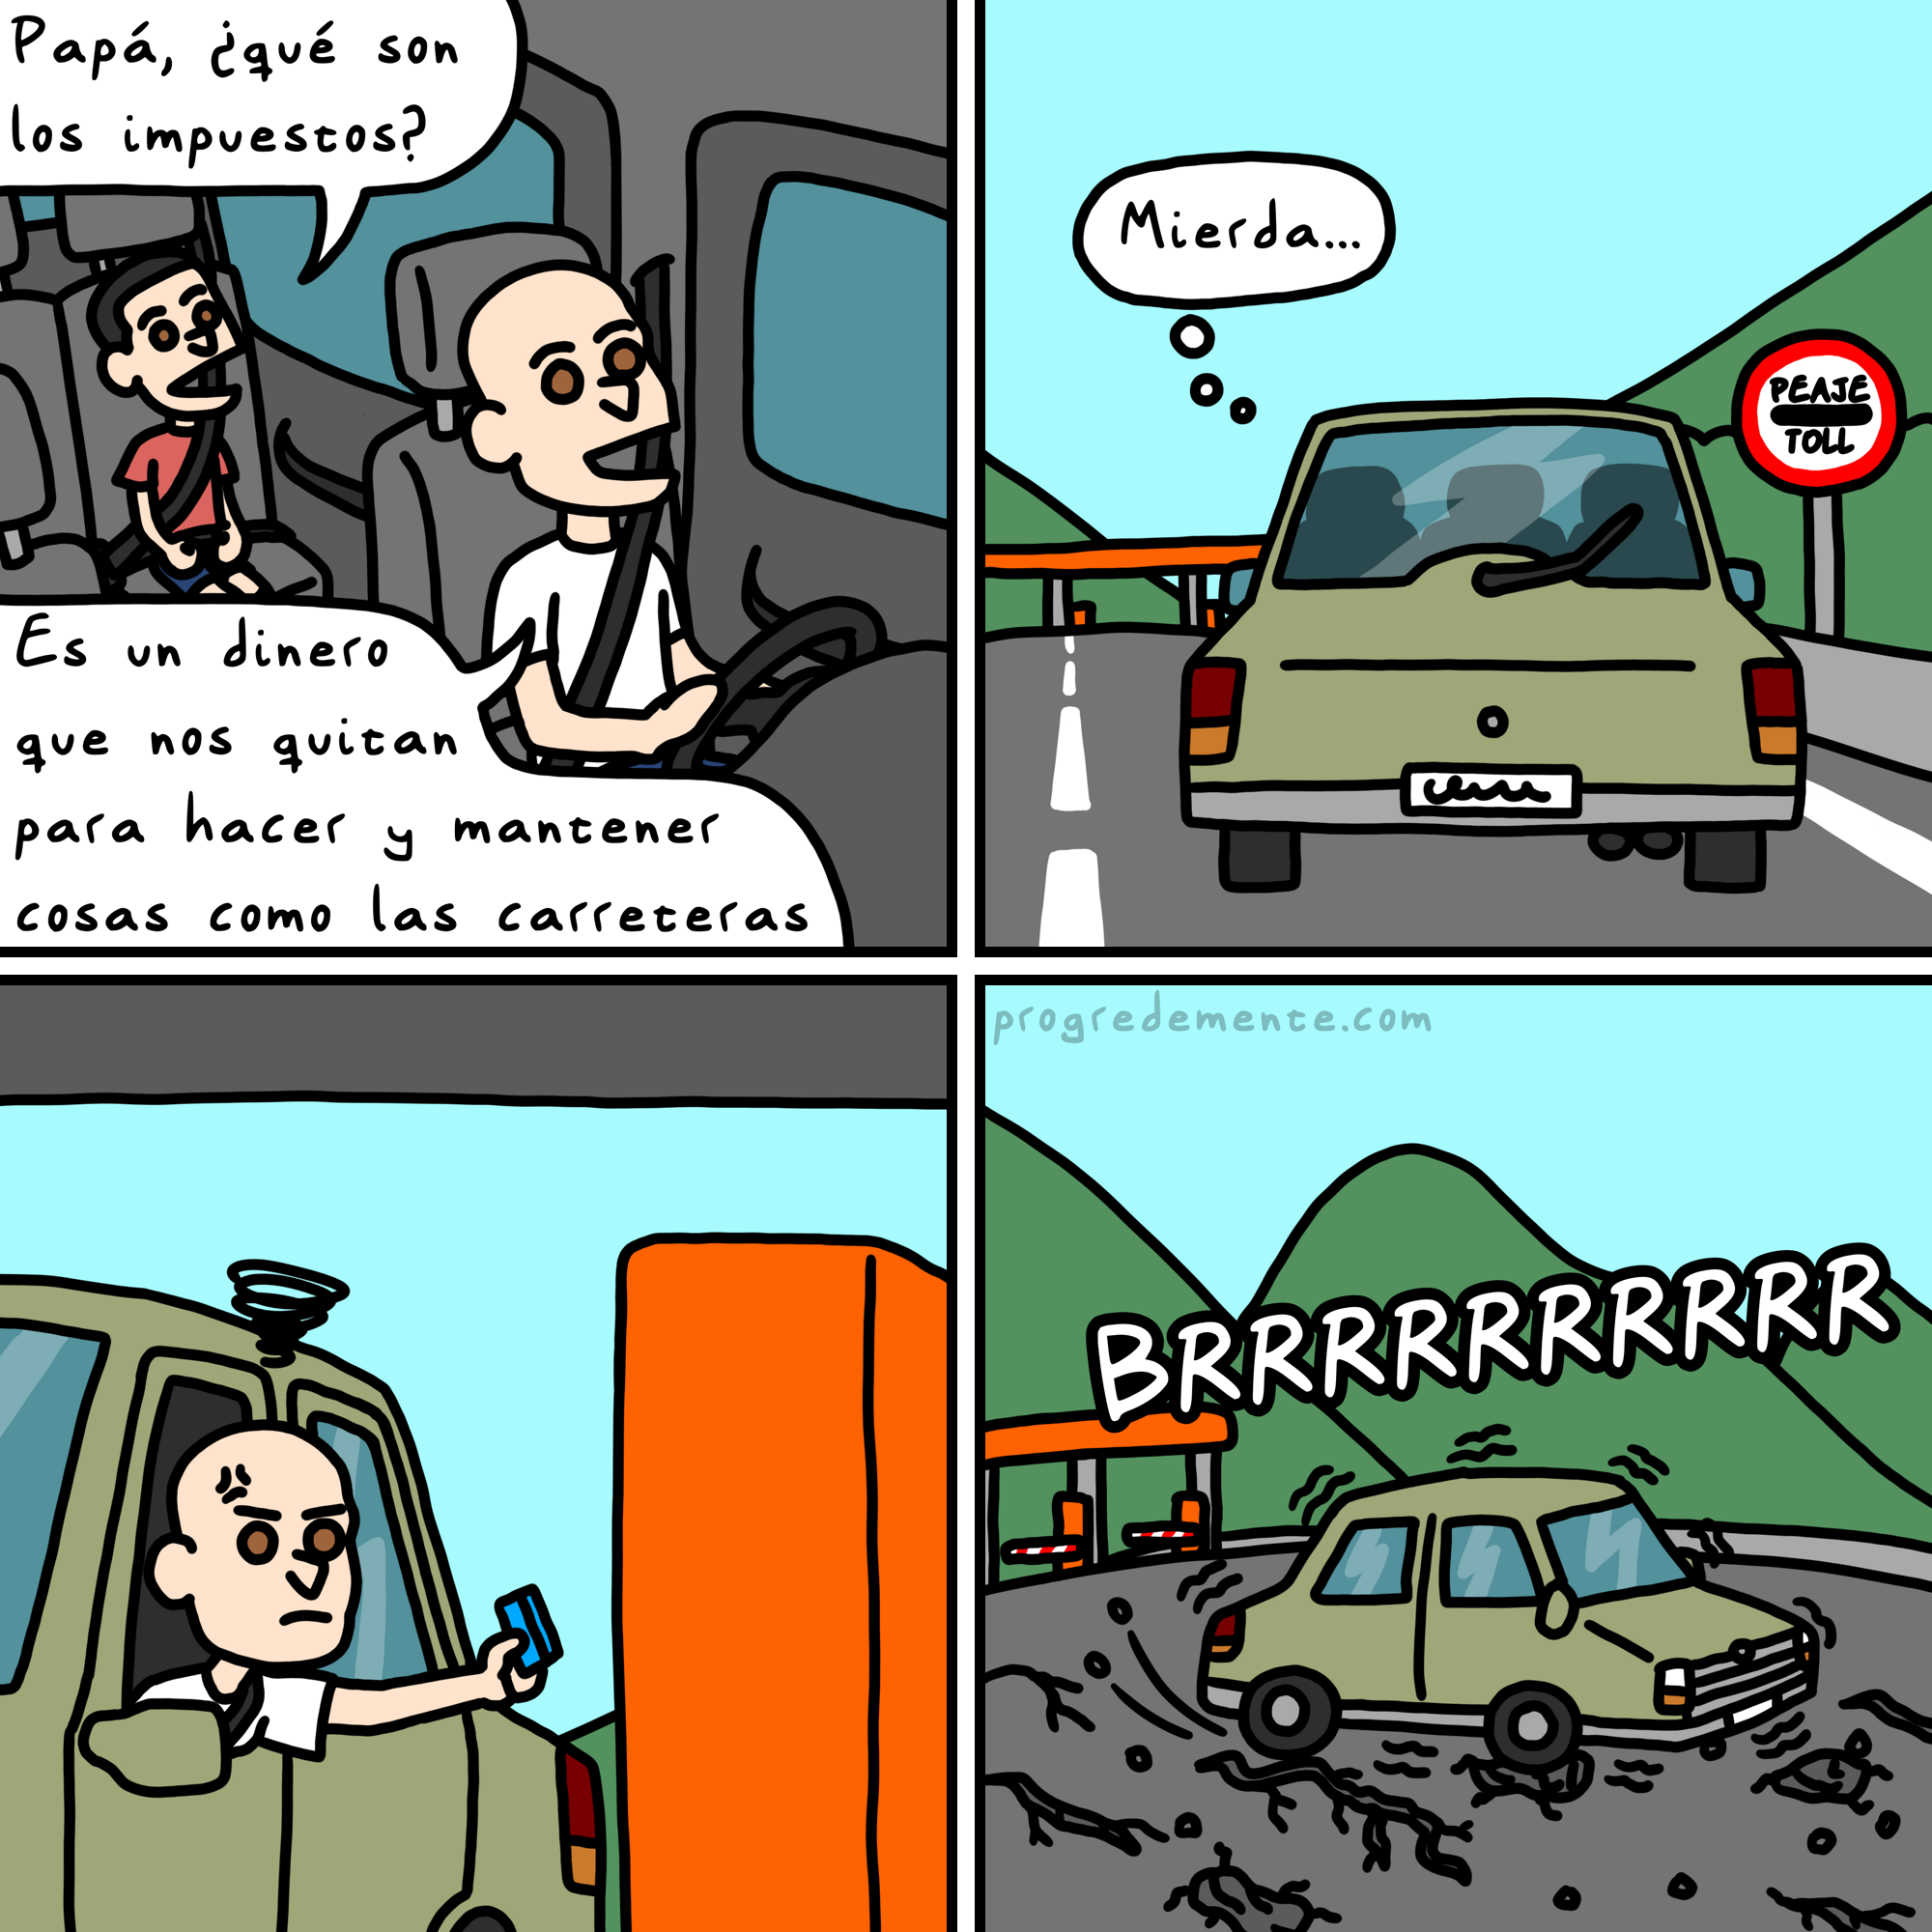 Papá, ¿qué son
los impuestos?
Es un dinero
que nos quitan
para hacer y mantener
cosas como las carreteras
Mierda....
PEAJE
TOLL
progredemente.com
BRRRRRRRRRR